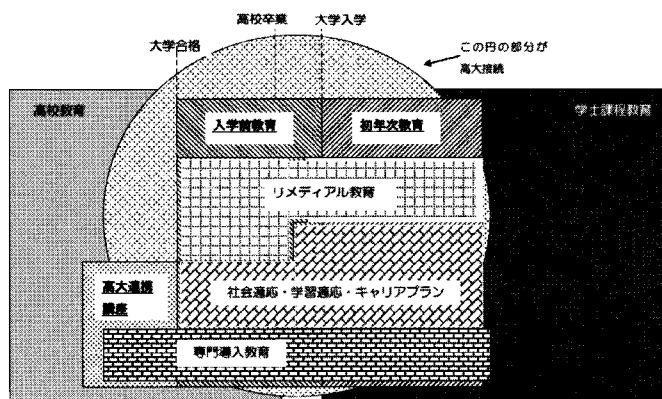 高校卒業
大学入学
大学合格
この円の部分が
高大接続
高校教育
学士課程教育
入学前教育
初年次教育
リメディアル教育
高大連携
講座
社会適応・学習適応・キャリアプラン
専門導入教育